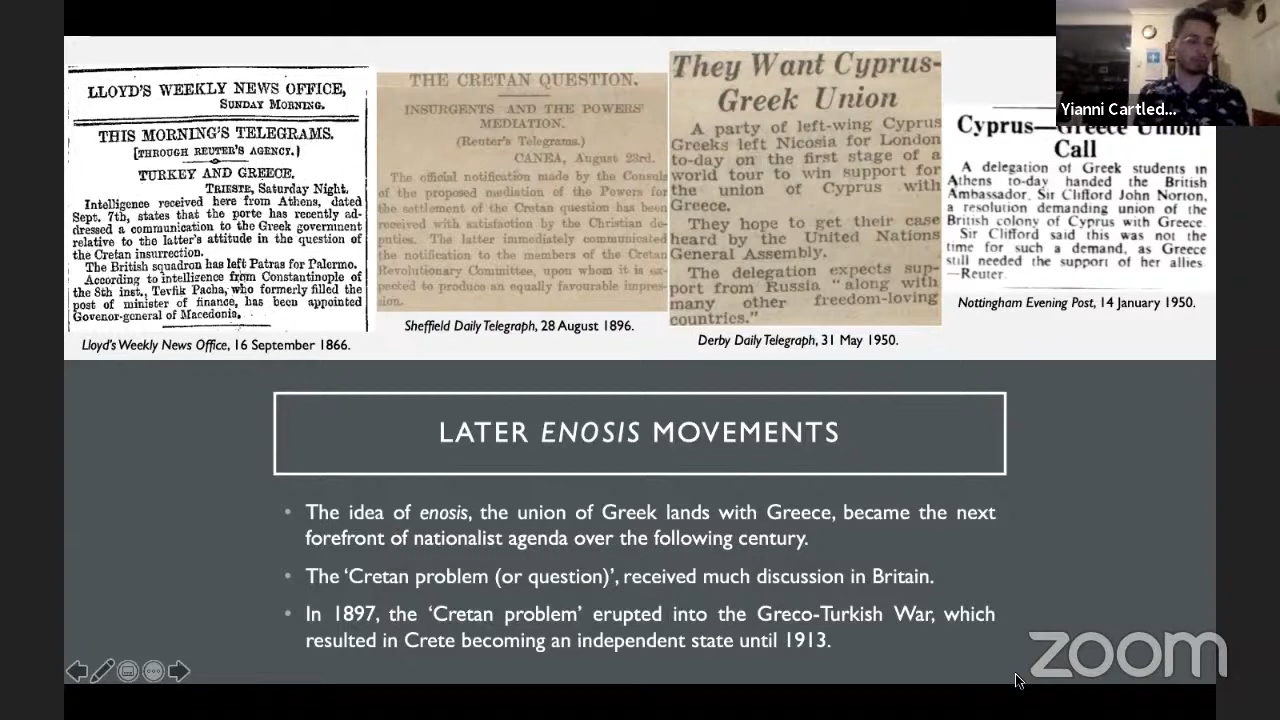 LLOYD'S WEEKLY NEWS OFFICE,
SUNDAY MORNING.
THIS MORNING'S TELEGRAMS.
[THROUGH REUTER'S AGENCY.]
TURKEY AND GREECE.
TRIESTE, Saturday Night.
Intelligence received here from Athens, dated
Sept. 7th, states that the porte has recently ad-
dressed a communication to the Greek government
relative to the latter's attitude in the question of
the Cretan insurrection.
The British squadron has left Patras for Palermo.
According to intelligence from Constantinople of
the 8th inst., Tevfik Pacha, who formerly filled the
post of minister of finance, has been appointed
Govenor-general of Macedonia.
Lloyd's Weekly News Office, 16 September 1866.
THE CRETAN QUESTION.
INSURGENTS AND THE POWERS'
MEDIATION.
(Reuter's Telegrams.)
CANEA, August 23rd.
The official notification made by the Consuls
of the proposed mediation of the Powers for
the settlement of the Cretan question has been
received with satisfaction by the Christian de-
puties. The latter immediately communicated
the notification to the members of the Cretan
Revolutionary Committee, upon whom it is ex-
pected to produce an equally favourable impres-
sion.
Sheffield Daily Telegraph, 28 August 1896.
They Want Cyprus-
Greek Union
A party of left-wing Cyprus
Greeks left Nicosia for London
to-day on the first stage of a
world tour to win support for
the union of Cyprus with
Greece.
They hope to get their case
heard by the United Nations
General Assembly.
The delegation expects sup-
port from Russia "along with
many other freedom-loving
countries."
Derby Daily Telegraph, 31 May 1950.
Yianni Cartled...
Cyprus—Greece Union
Call
A delegation of Greek students in
Athens to-day handed the British
Ambassador, Sir Clifford John Norton,
a resolution demanding union of the
British colony of Cyprus with Greece.
Sir Clifford said this was not the
time for such a demand, as Greece
still needed the support of her allies.
—Reuter.
Nottingham Evening Post, 14 January 1950.
LATER ENOSIS MOVEMENTS
• The idea of enosis, the union of Greek lands with Greece, became the next
forefront of nationalist agenda over the following century.
• The 'Cretan problem (or question)', received much discussion in Britain.
• In 1897, the 'Cretan problem' erupted into the Greco-Turkish War, which
resulted in Crete becoming an independent state until 1913.
zoom